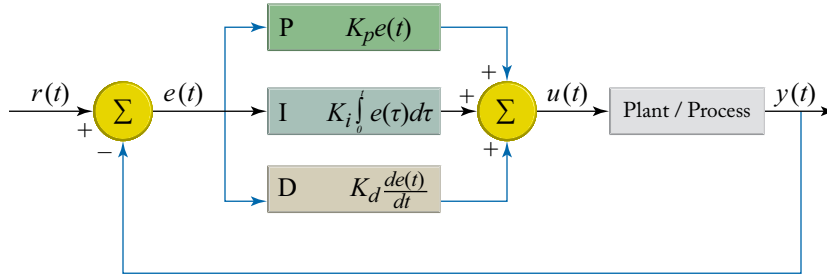 P K_p e(t)
r(t) Σ e(t)
+
−
I K_i ∫_0^t e(τ)dτ
+
+
+
Σ u(t) Plant / Process y(t)
D K_d de(t)/dt